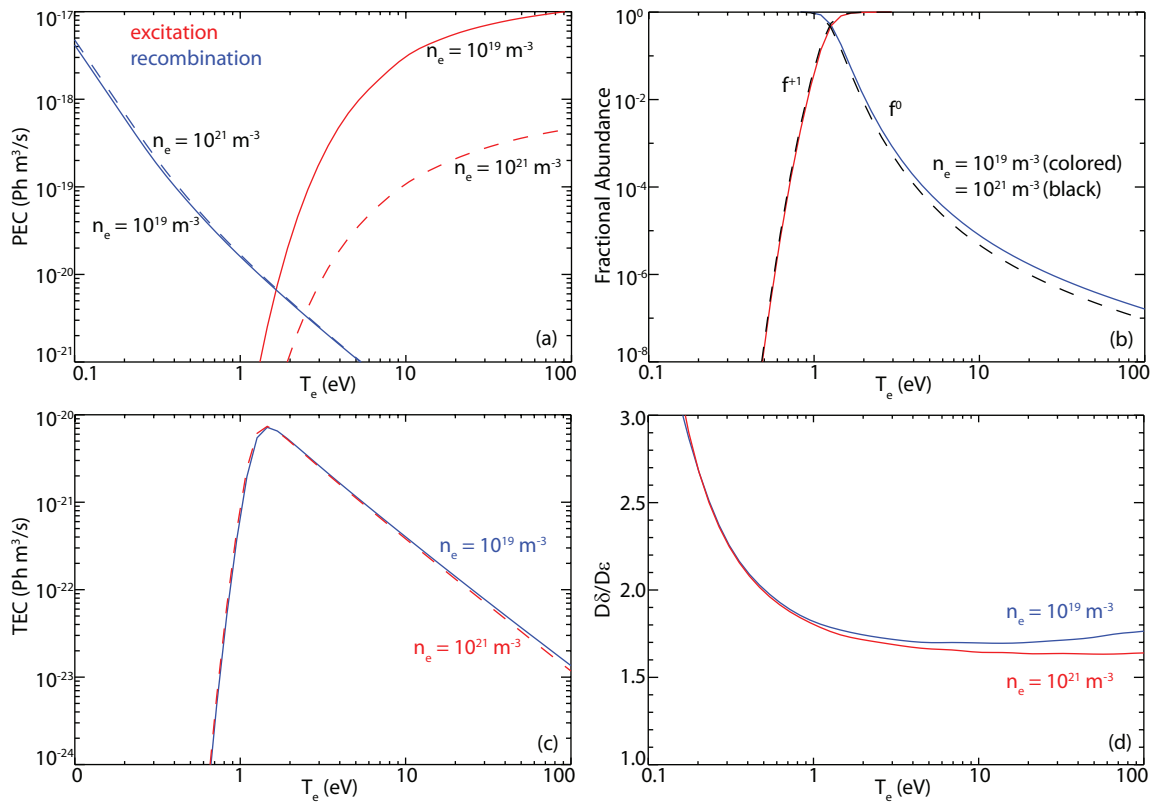 10⁻¹⁷
10⁻¹⁸
10⁻¹⁹
10⁻²⁰
10⁻²¹
PEC (Ph m³/s)
excitation
recombination
nₑ = 10¹⁹ m⁻³
nₑ = 10²¹ m⁻³
nₑ = 10²¹ m⁻³
nₑ = 10¹⁹ m⁻³
(a)
0.1 1 10 100
Tₑ (eV)
10⁰
10⁻²
10⁻⁴
10⁻⁶
10⁻⁸
Fractional Abundance
f⁺¹
f⁰
nₑ = 10¹⁹ m⁻³ (colored)
= 10²¹ m⁻³ (black)
(b)
0.1 1 10 100
Tₑ (eV)
10⁻²⁰
10⁻²¹
10⁻²²
10⁻²³
10⁻²⁴
TEC (Ph m³/s)
nₑ = 10¹⁹ m⁻³
nₑ = 10²¹ m⁻³
(c)
0 1 10 100
Tₑ (eV)
3.0
2.5
2.0
1.5
1.0
Dδ/Dε
nₑ = 10¹⁹ m⁻³
nₑ = 10²¹ m⁻³
(d)
0.1 1 10 100
Tₑ (eV)